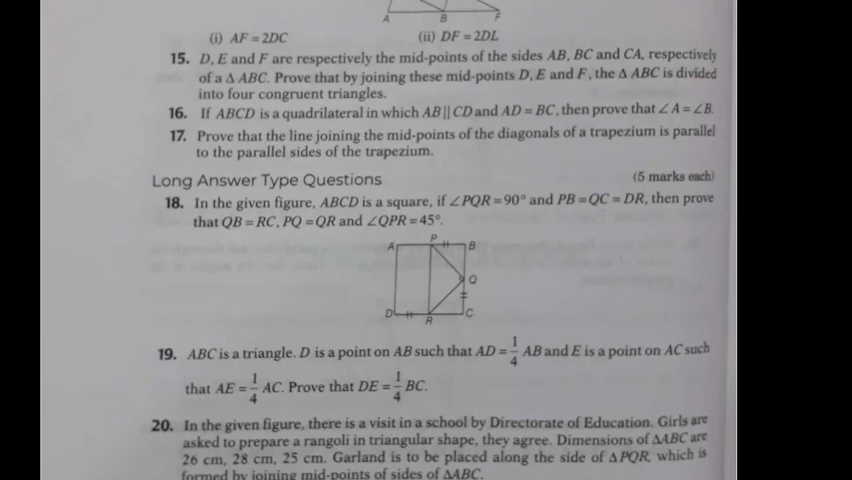 A B F
(i) AF = 2DC (ii) DF = 2DL
15. D, E and F are respectively the mid-points of the sides AB, BC and CA, respectively
of a Δ ABC. Prove that by joining these mid-points D, E and F, the Δ ABC is divided
into four congruent triangles.
16. If ABCD is a quadrilateral in which AB || CD and AD = BC, then prove that ∠A = ∠B.
17. Prove that the line joining the mid-points of the diagonals of a trapezium is parallel
to the parallel sides of the trapezium.
Long Answer Type Questions (5 marks each)
18. In the given figure, ABCD is a square, if ∠PQR = 90° and PB = QC = DR, then prove
that QB = RC, PQ = QR and ∠QPR = 45°.
A P B
Q
D R C
19. ABC is a triangle. D is a point on AB such that AD = 1/4 AB and E is a point on AC such
that AE = 1/4 AC. Prove that DE = 1/4 BC.
20. In the given figure, there is a visit in a school by Directorate of Education. Girls are
asked to prepare a rangoli in triangular shape, they agree. Dimensions of ΔABC are
26 cm, 28 cm, 25 cm. Garland is to be placed along the side of ΔPQR, which is
formed by joining mid-points of sides of ΔABC.